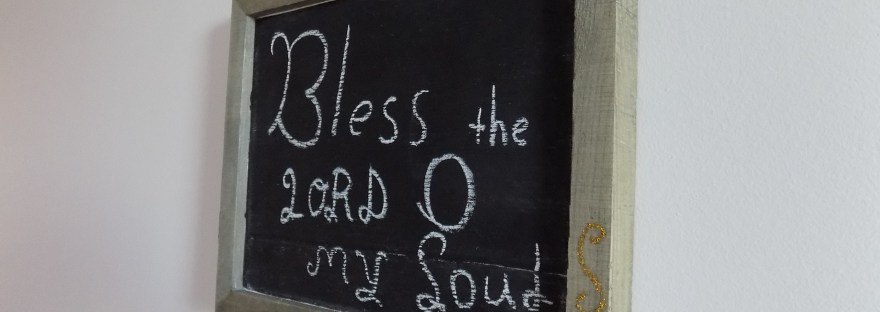 Bless the
LORD O
my Soul